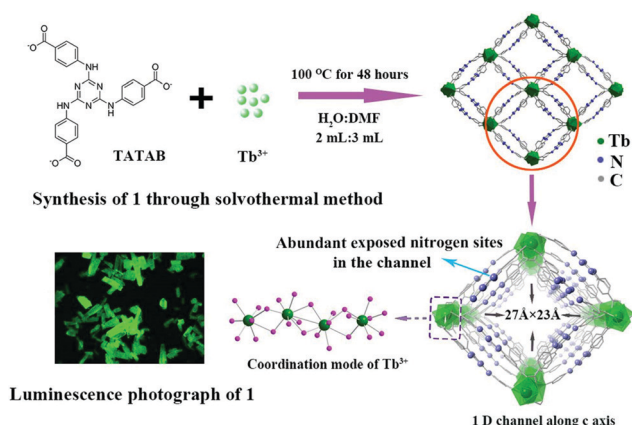 O
O⁻
O
O⁻
NH
N
N
N
HN
NH
O
O⁻
TATAB
+
Tb³⁺
100 ⁰C for 48 hours
H₂O:DMF
2 mL:3 mL
Tb
N
C
Synthesis of 1 through solvothermal method
Abundant exposed nitrogen sites
in the channel
27Å×23Å
Coordination mode of Tb³⁺
Luminescence photograph of 1
1 D channel along c axis